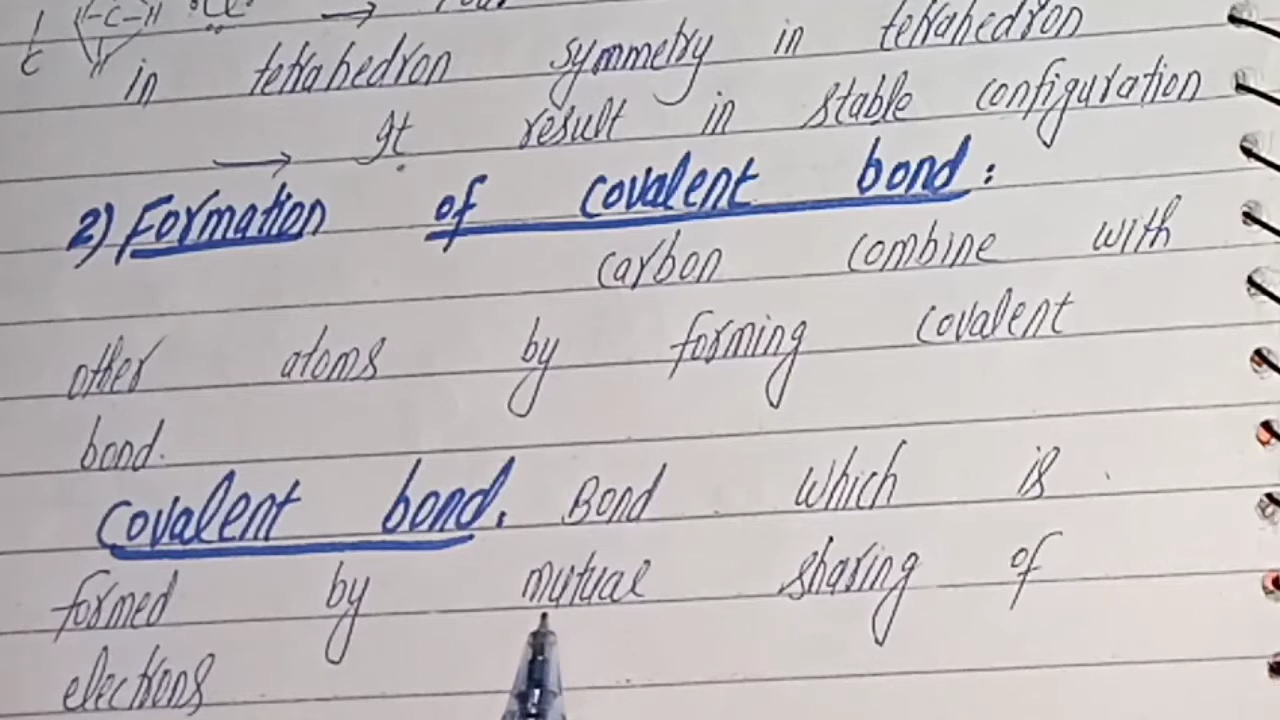 -C-H Cl →
in tetrahedron symmetry in tetrahedron
→ It result in stable configuration
2) Formation of covalent bond:
carbon combine with
other atoms by forming covalent
bond.
Covalent bond. Bond which is
formed by mutual sharing of
electrons